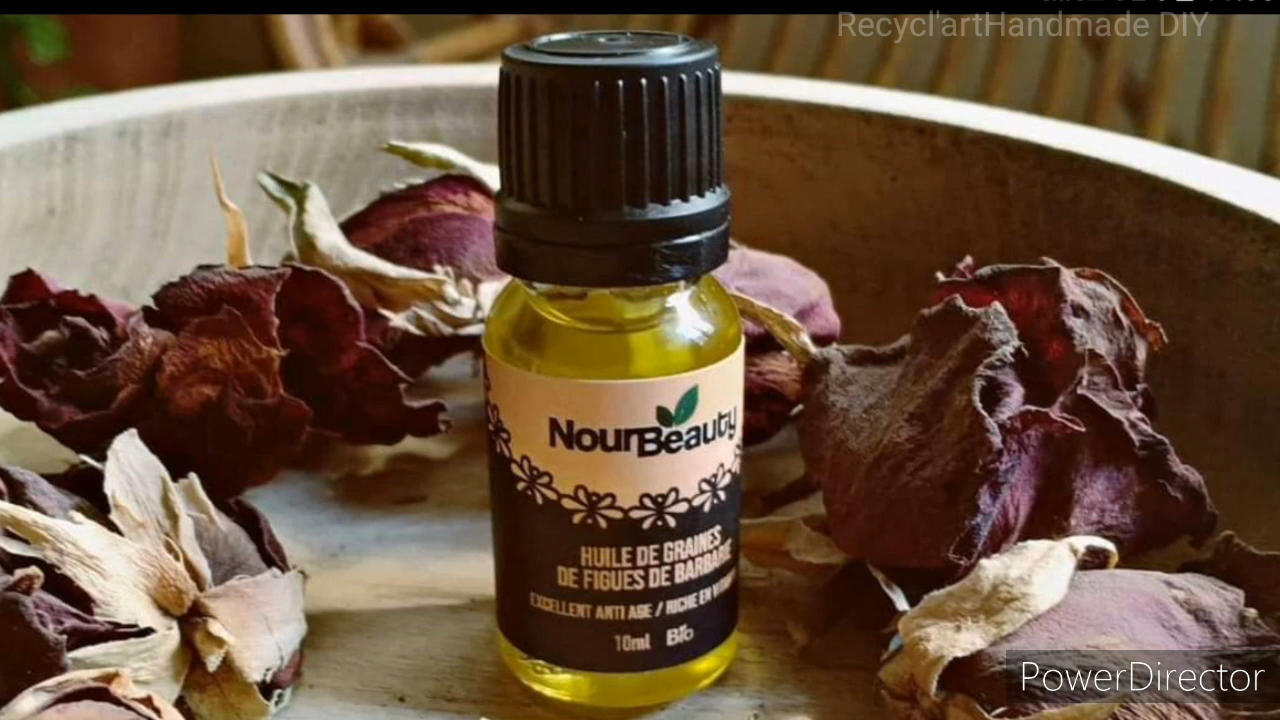 Recycl'artHandmade DIY
NourBeauty
HUILE DE GRAINES
DE FIGUES DE BARBARIE
EXCELLENT ANTI AGE / RICHE EN
10ml Bio
PowerDirector